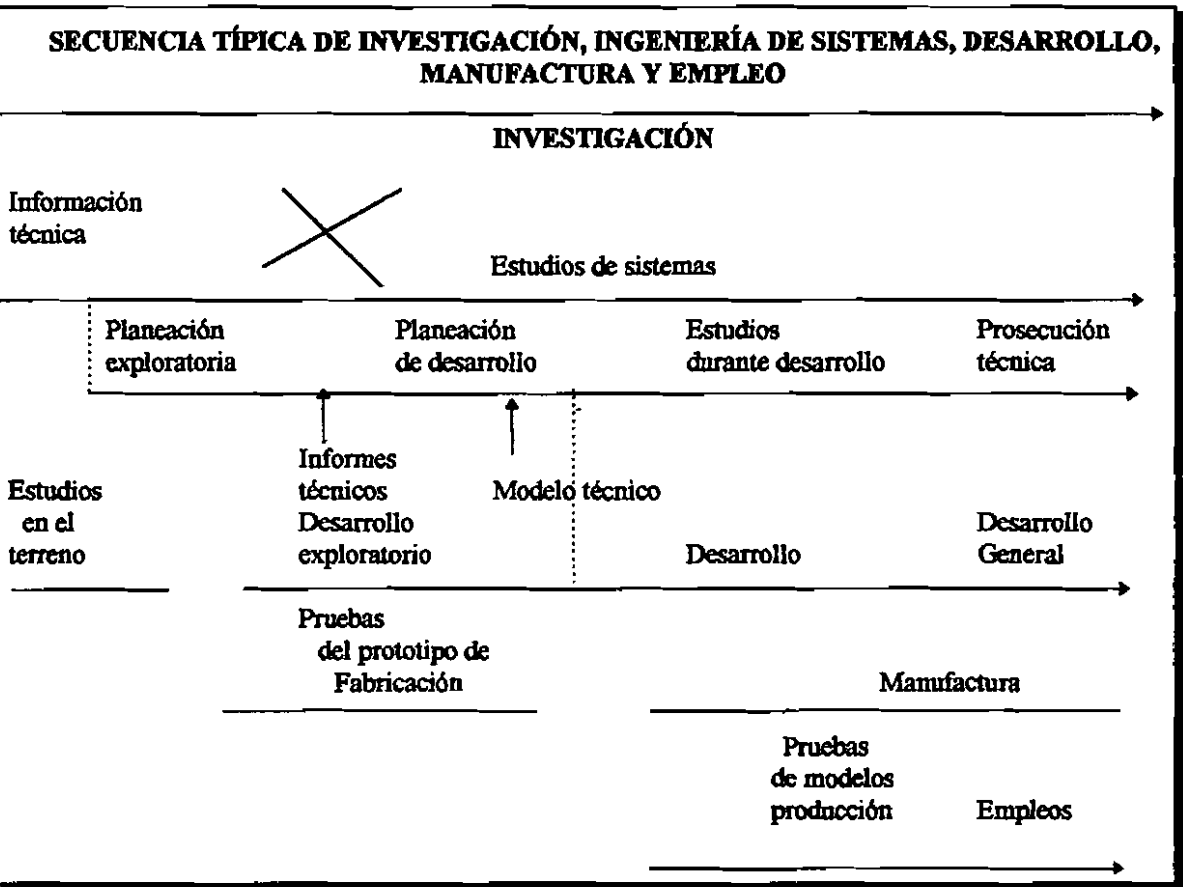 SECUENCIA TÍPICA DE INVESTIGACIÓN, INGENIERÍA DE SISTEMAS, DESARROLLO,
MANUFACTURA Y EMPLEO
INVESTIGACIÓN
Información
técnica
Estudios de sistemas
Planeación
exploratoria
Planeación
de desarrollo
Estudios
durante desarrollo
Prosecución
técnica
Estudios
en el
terreno
Informes
técnicos
Desarrollo
exploratorio
Modelo técnico
Desarrollo
Desarrollo
General
Pruebas
del prototipo de
Fabricación
Manufactura
Pruebas
de modelos
producción
Empleos